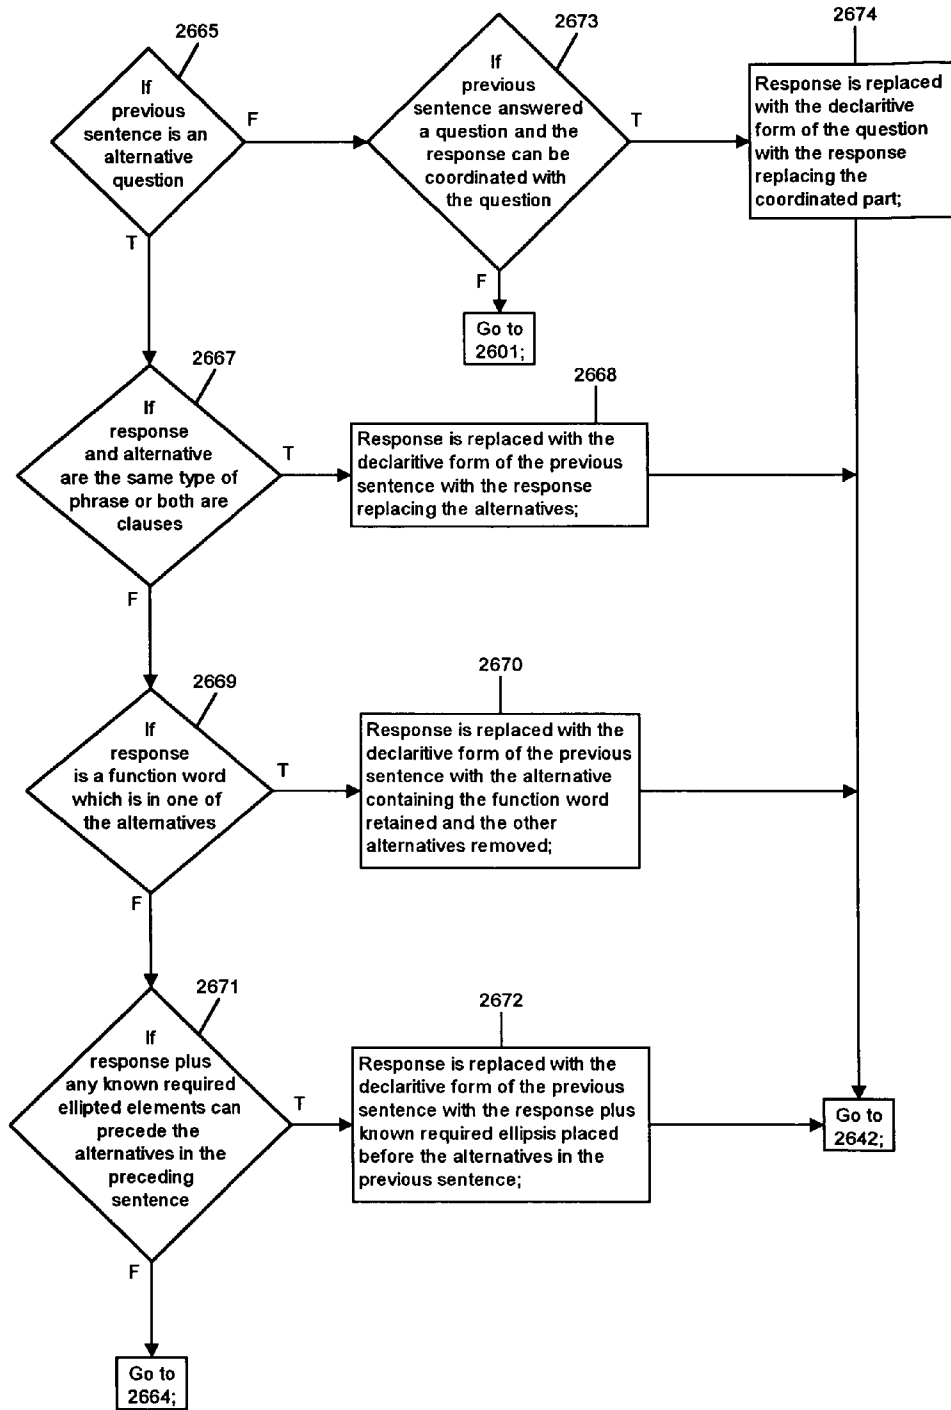 2665
If
previous
sentence is an
alternative
question
F
T
2673
If
previous
sentence answered
a question and the
response can be
coordinated with
the question
T
F
2674
Response is replaced
with the declaritive
form of the question
with the response
replacing the
coordinated part;
Go to
2601;
2667
If
response
and alternative
are the same type of
phrase or both are
clauses
T
F
2668
Response is replaced with the
declaritive form of the previous
sentence with the response
replacing the alternatives;
2669
If
response
is a function word
which is in one of
the alternatives
T
F
2670
Response is replaced with the
declaritive form of the previous
sentence with the alternative
containing the function word
retained and the other
alternatives removed;
2671
If
response plus
any known required
ellipted elements can
precede the
alternatives in the
preceding
sentence
T
F
2672
Response is replaced with the
declaritive form of the previous
sentence with the response plus
known required ellipsis placed
before the alternatives in the
previous sentence;
Go to
2642;
Go to
2664;